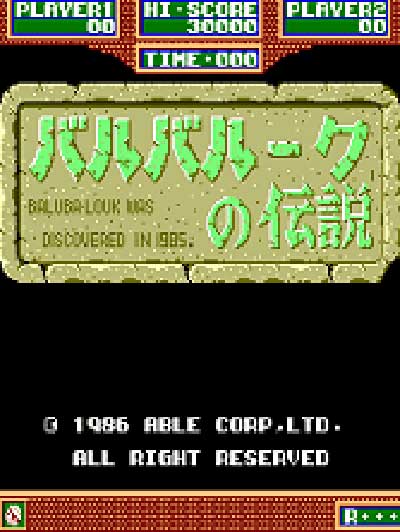 PLAYER1 HI-SCORE PLAYER2
00 30000 00
TIME·000
バルバルーク
の伝説
BALUBA-LOUK WAS
DISCOVERED IN 985.
© 1986 ABLE CORP.,LTD.
ALL RIGHT RESERVED
R